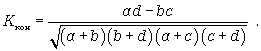 K_кон = (ad − bc) / √((a + b)(b + d)(a + c)(c + d)) .